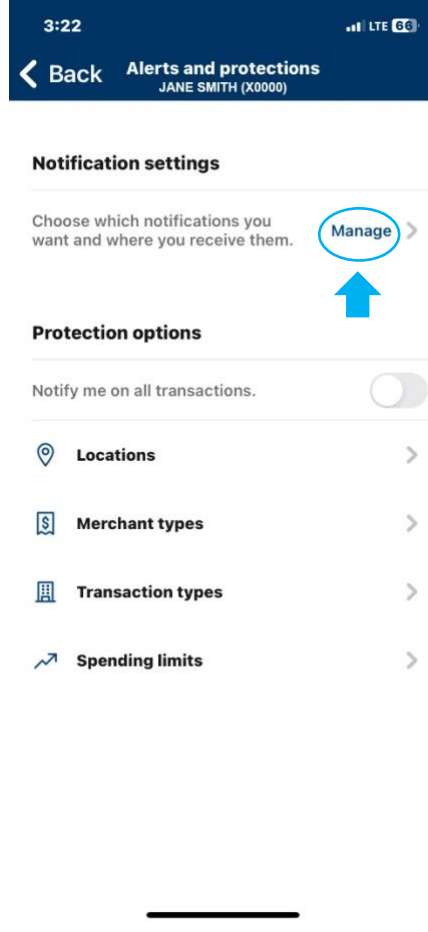 3:22 LTE 66
Back Alerts and protections
JANE SMITH (X0000)
Notification settings
Choose which notifications you
want and where you receive them.
Manage
Protection options
Notify me on all transactions.
Locations
$ Merchant types
Transaction types
Spending limits